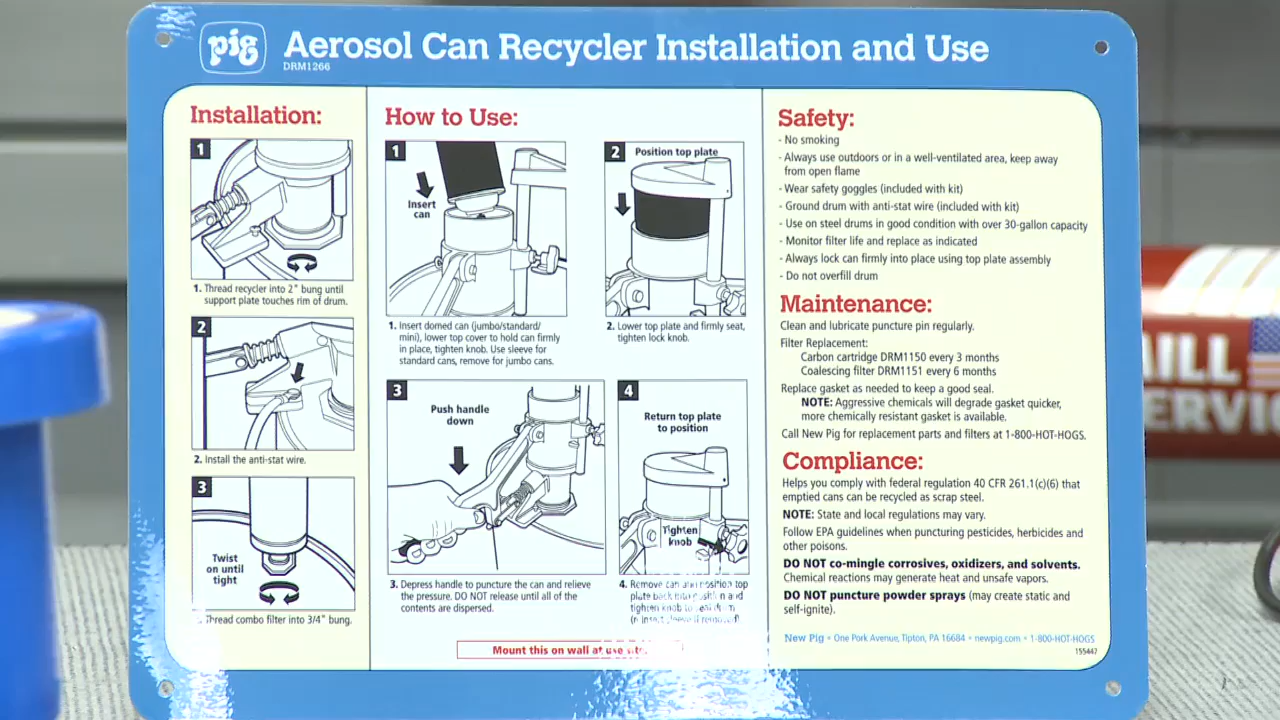 pig
Aerosol Can Recycler Installation and Use
DRM1266
Installation:
1
1. Thread recycler into 2" bung until
support plate touches rim of drum.
2
2. Install the anti-stat wire.
3
Twist
on until
tight
Thread combo filter into 3/4" bung.
How to Use:
1
Insert
can
1. Insert domed can (jumbo/standard/
mini), lower top cover to hold can firmly
in place, tighten knob. Use sleeve for
standard cans, remove for jumbo cans.
2 Position top plate
2. Lower top plate and firmly seat,
tighten lock knob.
3
Push handle
down
3. Depress handle to puncture the can and relieve
the pressure. DO NOT release until all of the
contents are dispersed.
4
Return top plate
to position
Tighten
knob
4. Remove can and position top
plate back into position and
tighten knob to seal drum
Mount this on wall at use site.
Safety:
- No smoking
- Always use outdoors or in a well-ventilated area, keep away
from open flame
- Wear safety goggles (included with kit)
- Ground drum with anti-stat wire (included with kit)
- Use on steel drums in good condition with over 30-gallon capacity
- Monitor filter life and replace as indicated
- Always lock can firmly into place using top plate assembly
- Do not overfill drum
Maintenance:
Clean and lubricate puncture pin regularly.
Filter Replacement:
Carbon cartridge DRM1150 every 3 months
Coalescing filter DRM1151 every 6 months
Replace gasket as needed to keep a good seal.
NOTE: Aggressive chemicals will degrade gasket quicker,
more chemically resistant gasket is available.
Call New Pig for replacement parts and filters at 1-800-HOT-HOGS.
Compliance:
Helps you comply with federal regulation 40 CFR 261.1(c)(6) that
emptied cans can be recycled as scrap steel.
NOTE: State and local regulations may vary.
Follow EPA guidelines when puncturing pesticides, herbicides and
other poisons.
DO NOT co-mingle corrosives, oxidizers, and solvents.
Chemical reactions may generate heat and unsafe vapors.
DO NOT puncture powder sprays (may create static and
self-ignite).
New Pig • One Pork Avenue, Tipton, PA 16684 • newpig.com • 1-800-HOT-HOGS
155447